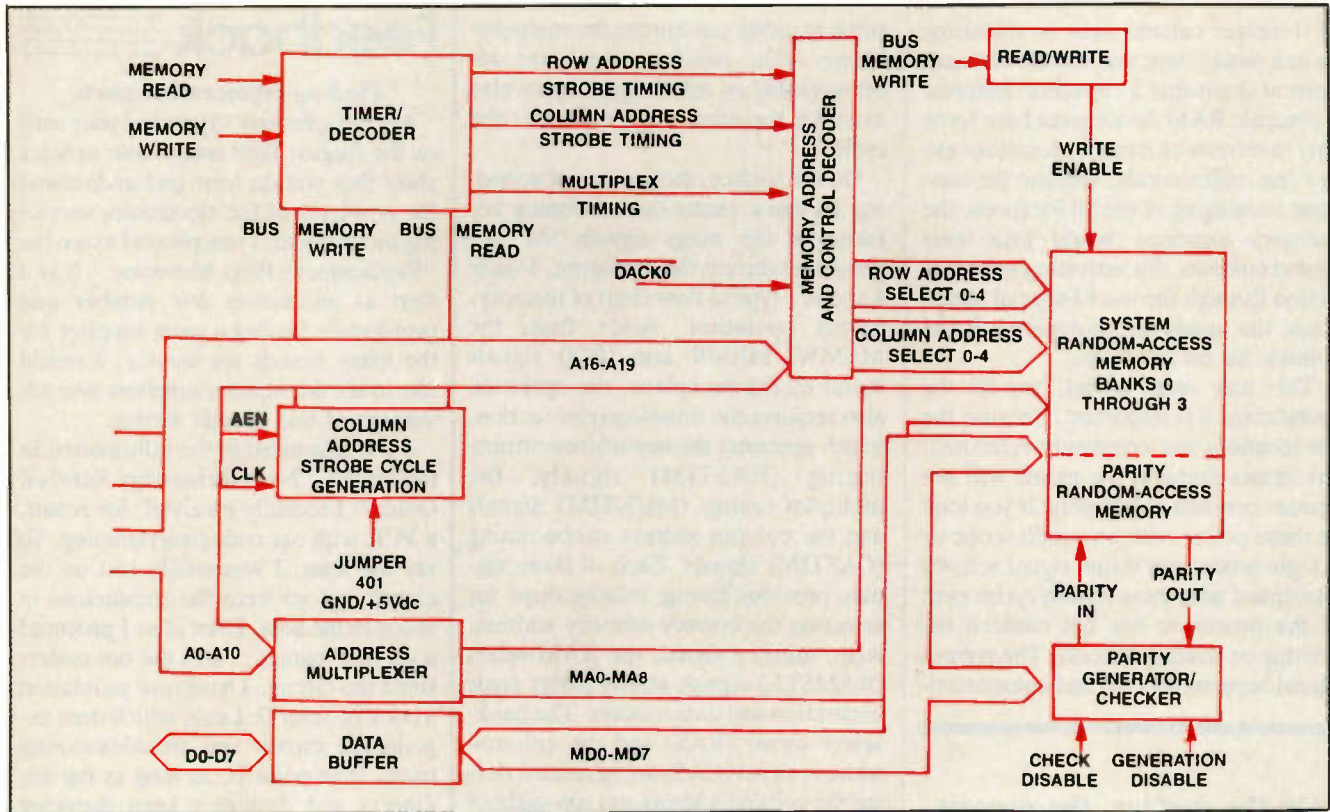 MEMORY
READ
MEMORY
WRITE
TIMER/
DECODER
ROW ADDRESS
STROBE TIMING
COLUMN ADDRESS
STROBE TIMING
MULTIPLEX
TIMING
BUS
MEMORY
WRITE
READ/WRITE
WRITE
ENABLE
MEMORY ADDRESS
AND CONTROL DECODER
BUS MEMORY
WRITE
BUS MEMORY
READ
DACK0
ROW ADDRESS
SELECT 0-4
COLUMN ADDRESS
SELECT 0-4
A16-A19
SYSTEM
RANDOM-ACCESS
MEMORY
BANKS 0
THROUGH 3
AEN
CLK
COLUMN
ADDRESS
STROBE CYCLE
GENERATION
JUMPER
401
GND/+5Vdc
PARITY
RANDOM-ACCESS
MEMORY
PARITY
IN
PARITY
OUT
A0-A10
ADDRESS
MULTIPLEXER
MA0-MA8
PARITY
GENERATOR/
CHECKER
D0-D7
DATA
BUFFER
MD0-MD7
CHECK
DISABLE
GENERATION
DISABLE